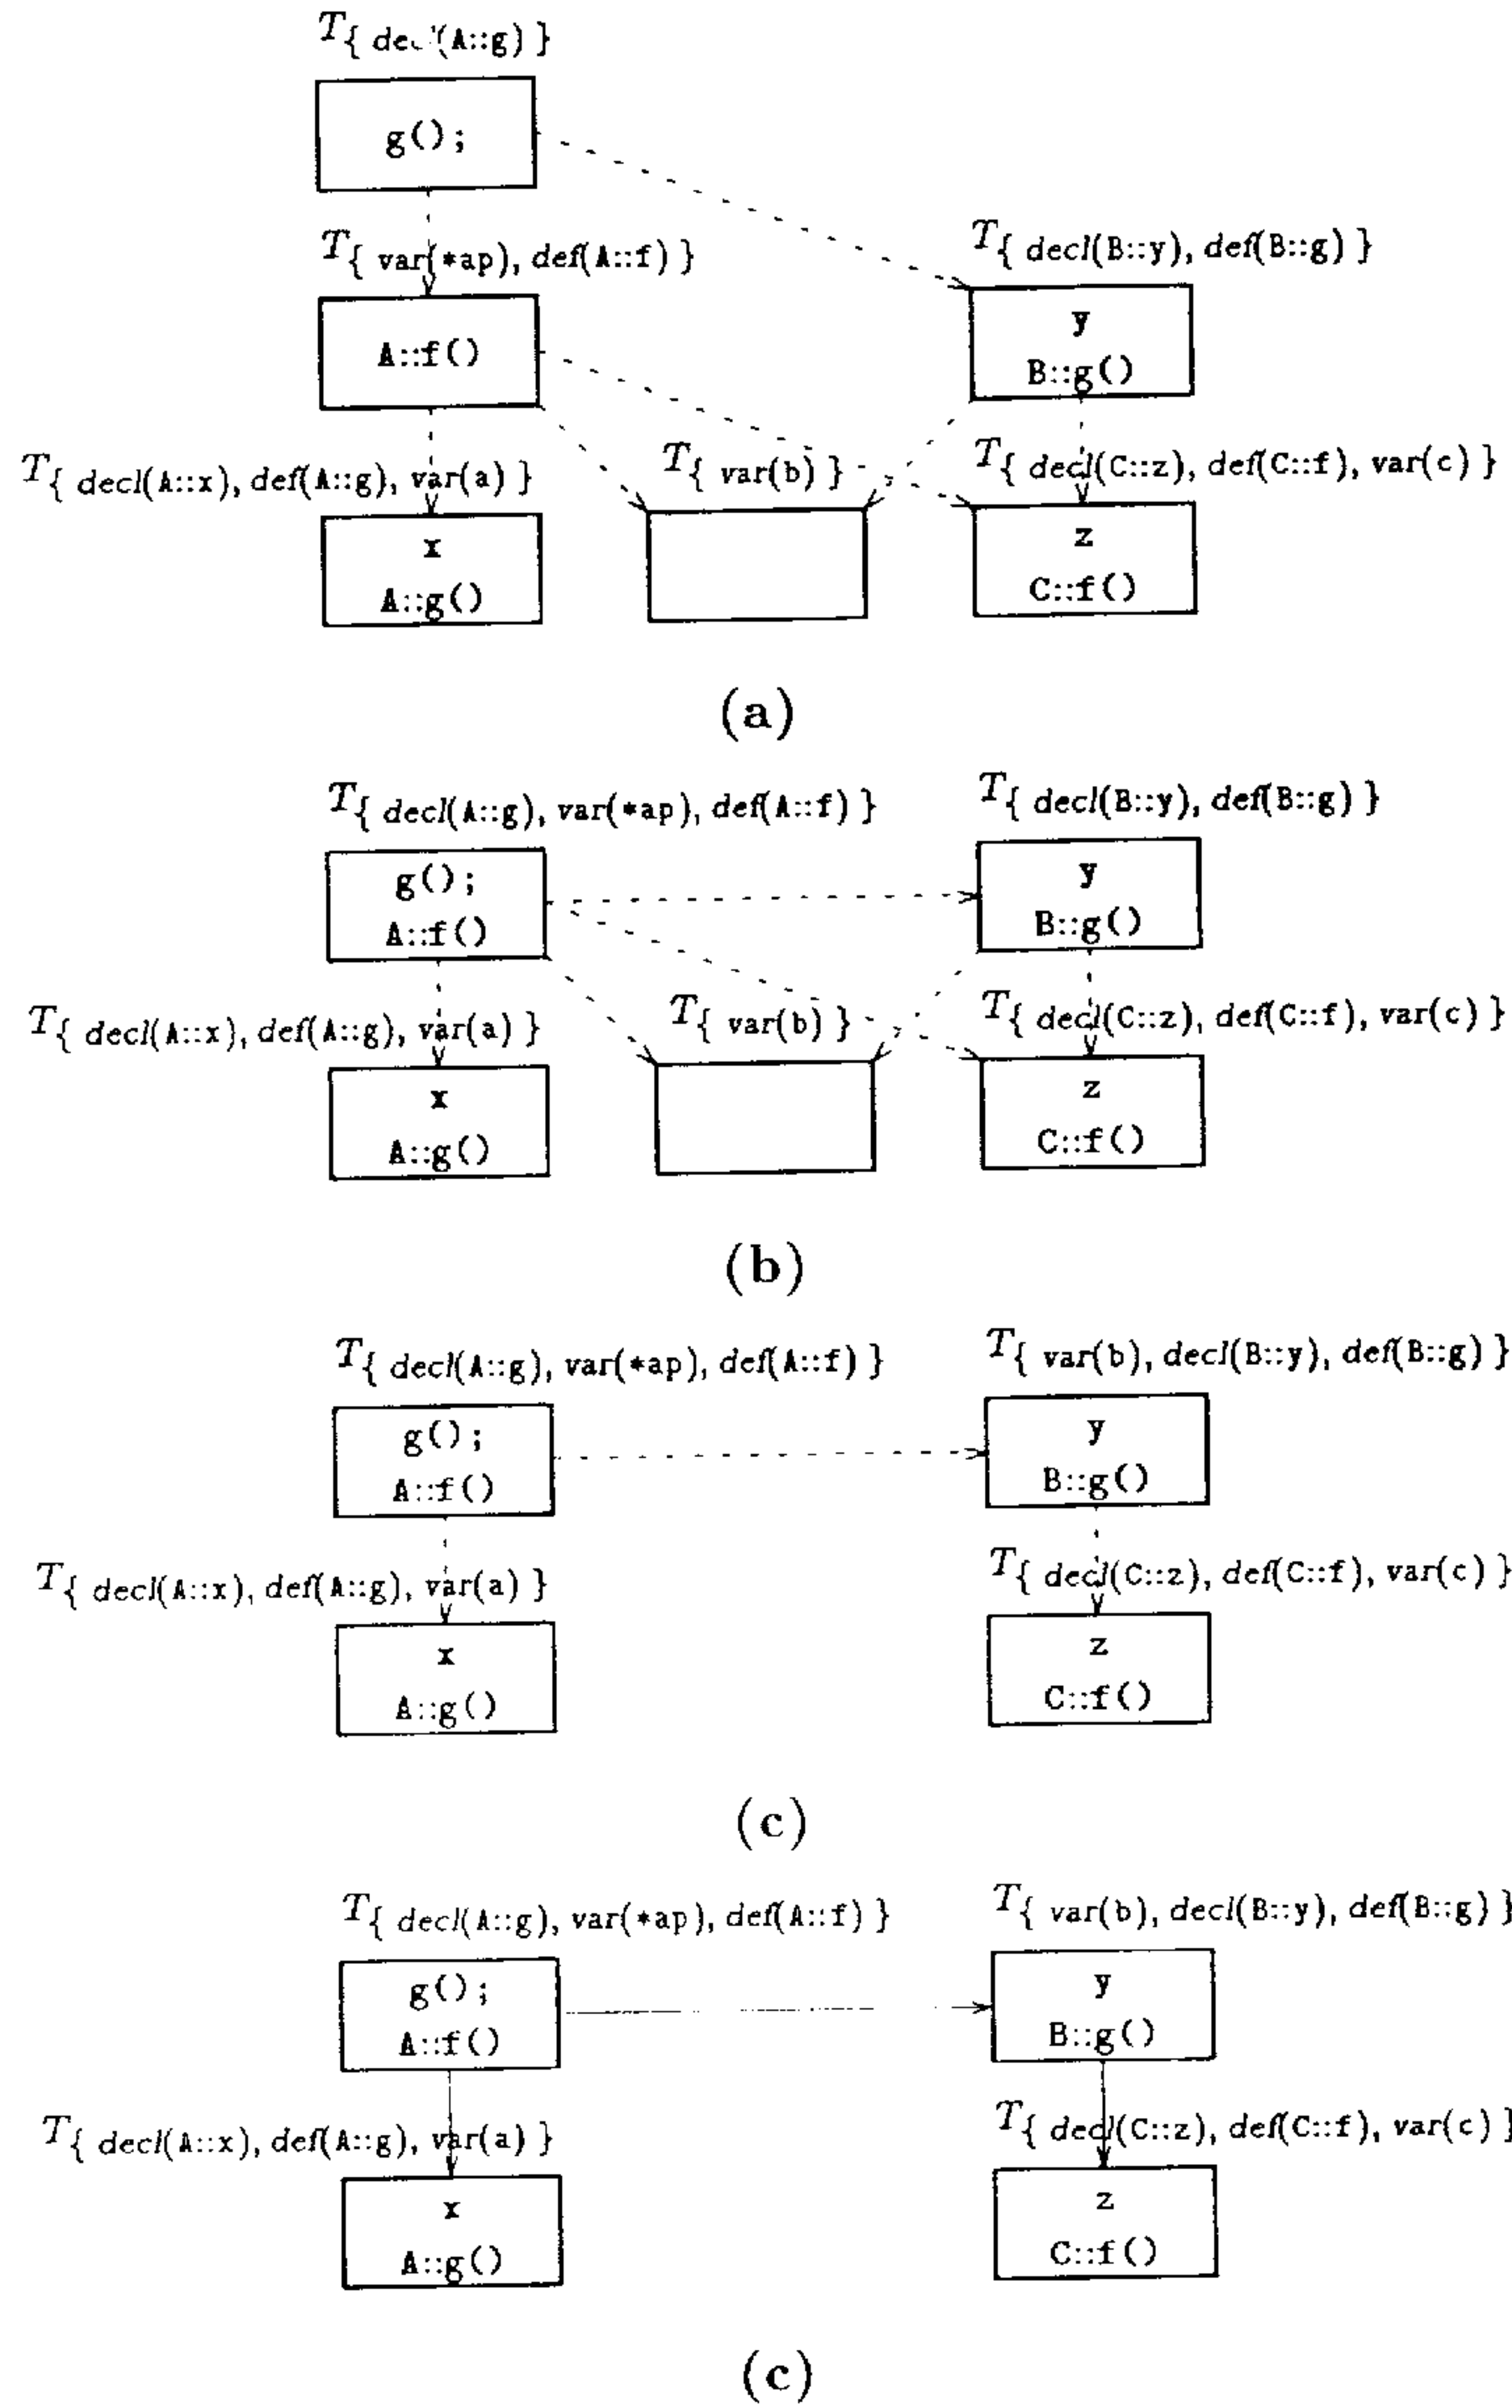 T{ decl(A::g) }
g();
T{ var(*ap), def(A::f) }
T{ decl(B::y), def(B::g) }
A::f()
y
B::g()
T{ decl(A::x), def(A::g), var(a) }
T{ var(b) }
T{ decl(C::z), def(C::f), var(c) }
x
A::g()
z
C::f()
(a)
T{ decl(A::g), var(*ap), def(A::f) }
T{ decl(B::y), def(B::g) }
g();
A::f()
y
B::g()
T{ decl(A::x), def(A::g), var(a) }
T{ var(b) }
T{ decl(C::z), def(C::f), var(c) }
x
A::g()
z
C::f()
(b)
T{ decl(A::g), var(*ap), def(A::f) }
T{ var(b), decl(B::y), def(B::g) }
g();
A::f()
y
B::g()
T{ decl(A::x), def(A::g), var(a) }
T{ decl(C::z), def(C::f), var(c) }
x
A::g()
z
C::f()
(c)
T{ decl(A::g), var(*ap), def(A::f) }
T{ var(b), decl(B::y), def(B::g) }
g();
A::f()
y
B::g()
T{ decl(A::x), def(A::g), var(a) }
T{ decl(C::z), def(C::f), var(c) }
x
A::g()
z
C::f()
(c)